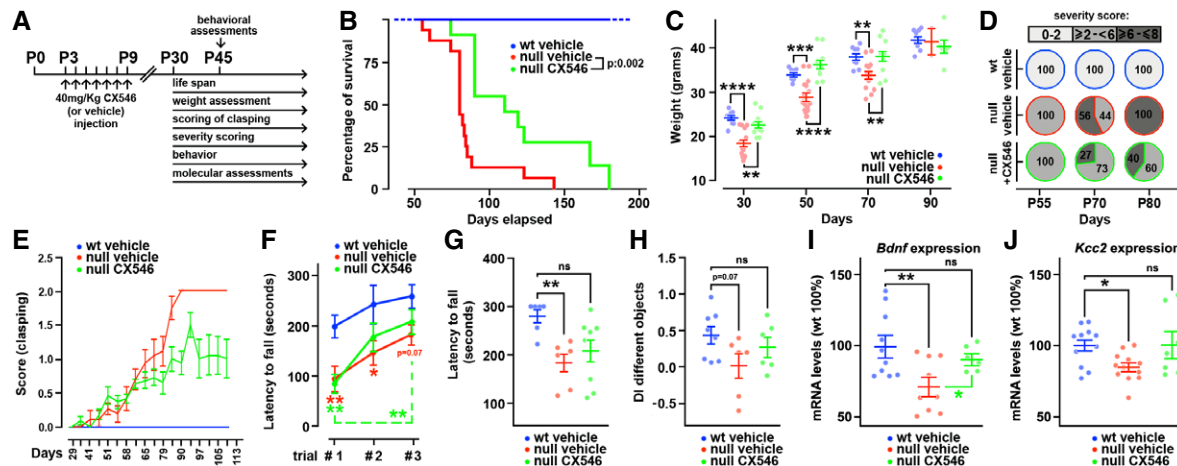 A
behavioral
assessments
P0
P3
P9
P30
P45
40mg/Kg CX546
(or vehicle)
injection
life span
weight assessment
scoring of clasping
severity scoring
behavior
molecular assessments
B
Percentage of survival
100
75
50
25
0
50
100
150
200
Days elapsed
wt vehicle
null vehicle
null CX546
p:0.002
C
Weight (grams)
40
30
20
10
30
50
70
90
Days
****
**
***
****
**
**
wt vehicle
null vehicle
null CX546
D
severity score:
0-2
≥2 - <6
≥6 - ≤8
wt vehicle
100
100
100
null vehicle
100
56
44
100
null +CX546
100
27
73
40
60
P55
P70
P80
Days
E
Score (clasping)
2.5
2.0
1.5
1.0
0.5
0.0
wt vehicle
null vehicle
null CX546
Days
29
41
51
58
65
79
90
97
105
113
F
Latency to fall (seconds)
300
200
100
0
wt vehicle
null vehicle
null CX546
**
**
*
p=0.07
**
trial
# 1
#2
#3
G
Latency to fall
(seconds)
300
200
100
0
ns
**
wt vehicle
null vehicle
null CX546
H
DI different objects
1.5
1.0
0.5
0.0
-0.5
-1.0
ns
p=0.07
wt vehicle
null vehicle
null CX546
I
Bdnf expression
mRNA levels (wt 100%)
100
50
ns
**
*
wt vehicle
null vehicle
null CX546
J
Kcc2 expression
mRNA levels (wt 100%)
100
50
ns
*
wt vehicle
null vehicle
null CX546